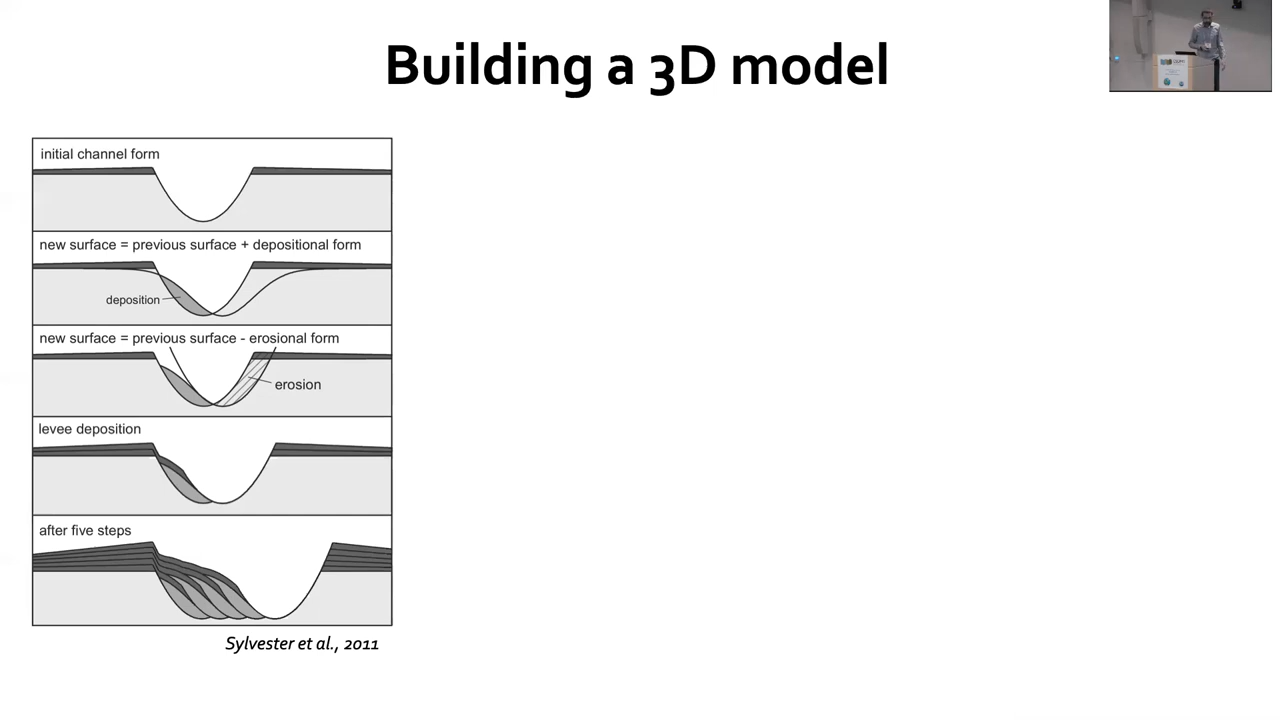 Building a 3D model
initial channel form
new surface = previous surface + depositional form
deposition
new surface = previous surface - erosional form
erosion
levee deposition
after five steps
Sylvester et al., 2011